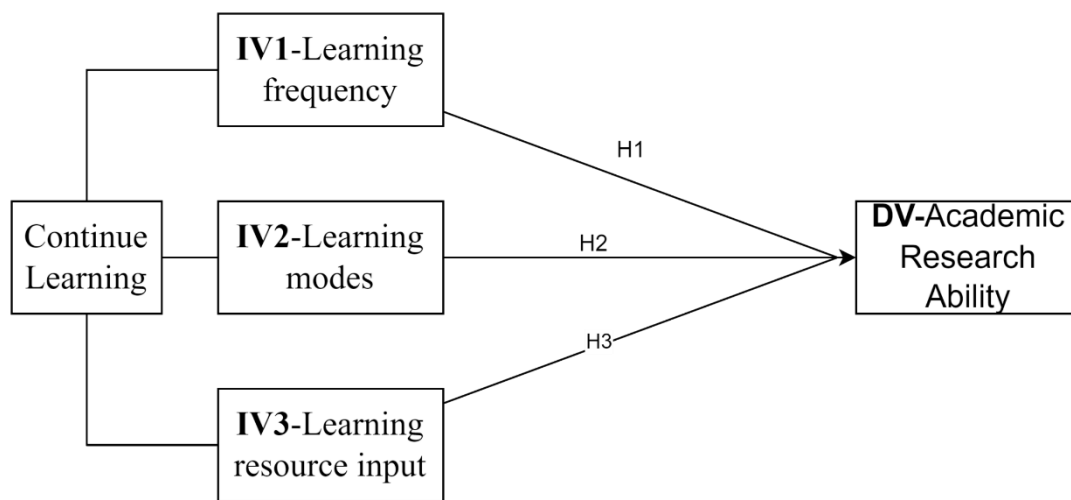 IV1-Learning
frequency
H1
Continue
Learning
IV2-Learning
modes
H2
DV-Academic
Research
Ability
H3
IV3-Learning
resource input